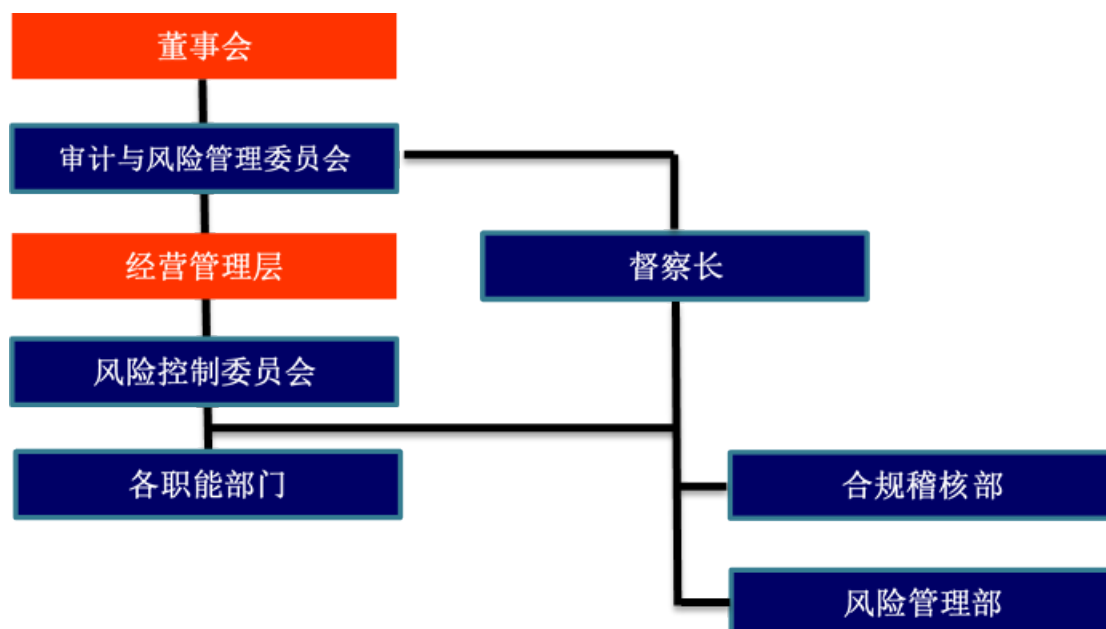 董事会
审计与风险管理委员会
经营管理层
督察长
风险控制委员会
各职能部门
合规稽核部
风险管理部